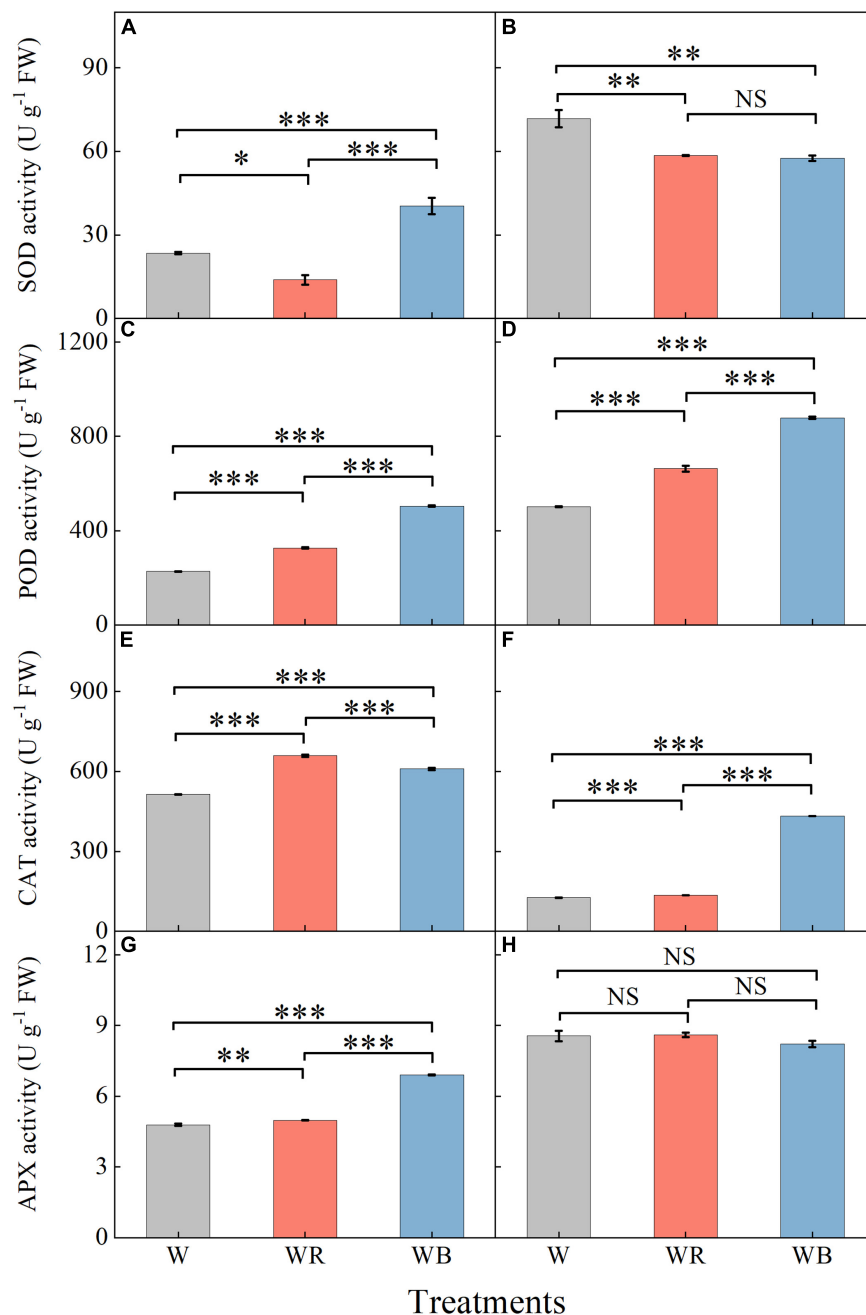 A
B
SOD activity (U g⁻¹ FW)
90
60
30
0
***
*
***
**
**
NS
C
D
POD activity (U g⁻¹ FW)
1200
800
400
0
***
***
***
***
***
***
E
F
CAT activity (U g⁻¹ FW)
900
600
300
0
***
***
***
***
***
***
G
H
APX activity (U g⁻¹ FW)
12
9
6
3
0
***
**
***
NS
NS
NS
W WR WB W WR WB
Treatments